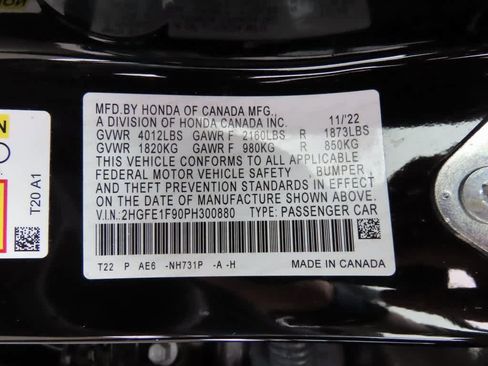 MFD.BY HONDA OF CANADA MFG.,
A DIVISION OF HONDA CANADA INC. 11/'22
GVWR 4012LBS GAWR F 2160LBS R 1873LBS
GVWR 1820KG GAWR F 980KG R 850KG
THIS VEHICLE CONFORMS TO ALL APPLICABLE
FEDERAL MOTOR VEHICLE SAFETY, BUMPER,
AND THEFT PREVENTION STANDARDS IN EFFECT
ON THE DATE OF MANUFACTURE SHOWN ABOVE.
V.I.N:2HGFE1F90PH300880 TYPE: PASSENGER CAR
T22 P AE6 -NH731P -A -H MADE IN CANADA
T20 A1